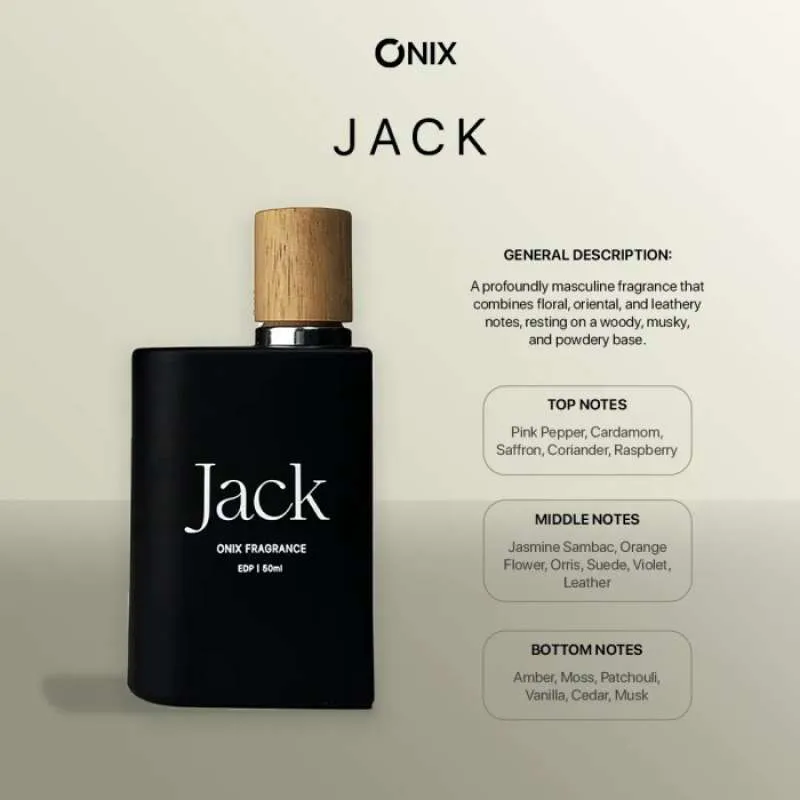 ONIX
JACK
GENERAL DESCRIPTION:
A profoundly masculine fragrance that
combines floral, oriental, and leathery
notes, resting on a woody, musky,
and powdery base.
TOP NOTES
Pink Pepper, Cardamom,
Saffron, Coriander, Raspberry
MIDDLE NOTES
Jasmine Sambac, Orange
Flower, Orris, Suede, Violet,
Leather
BOTTOM NOTES
Amber, Moss, Patchouli,
Vanilla, Cedar, Musk
Jack
ONIX FRAGRANCE
EDP | 50ml